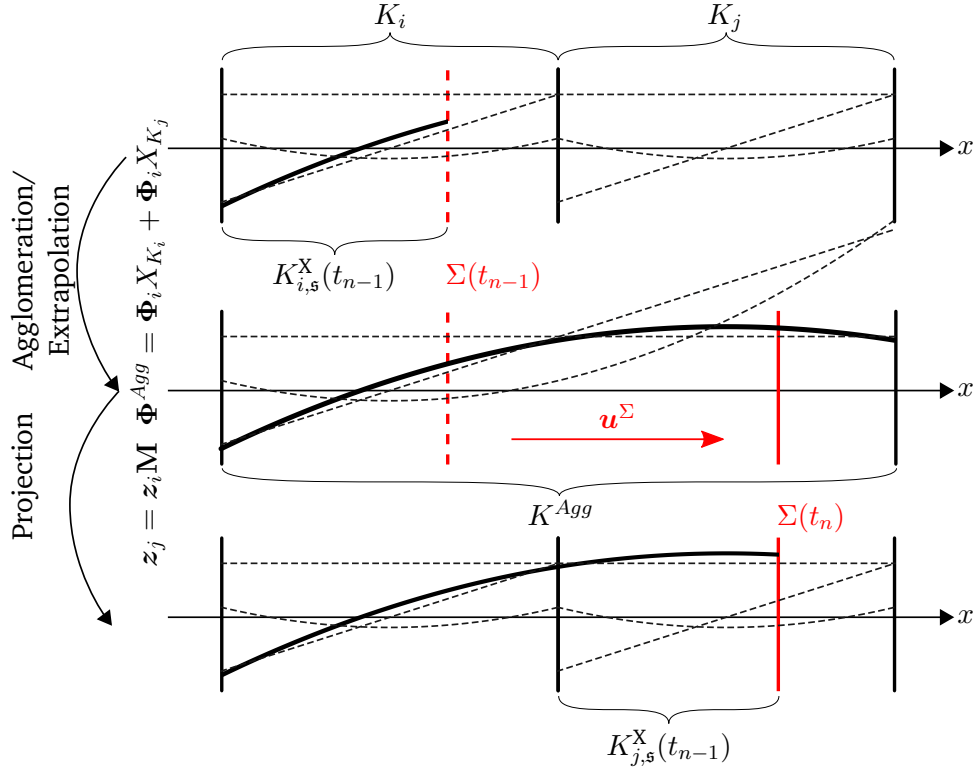 K_i
K_j
x
K^X_{i,𝔰}(t_{n−1})
Σ(t_{n−1})
Agglomeration/
Extrapolation
Φ^{Agg} = Φ_i X_{K_i} + Φ_i X_{K_j}
x
u^Σ
K^{Agg}
Σ(t_n)
Projection
z_j = z_i M
x
K^X_{j,𝔰}(t_{n−1})